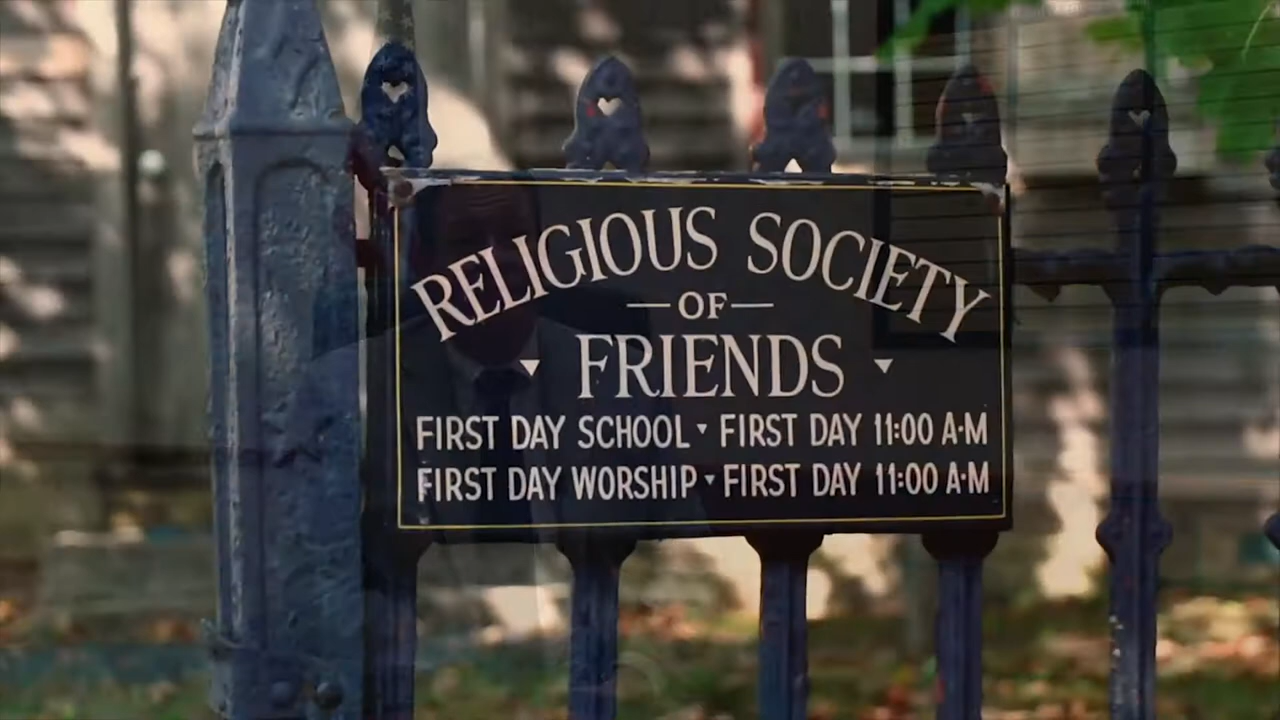 RELIGIOUS SOCIETY
—OF—
FRIENDS
FIRST DAY SCHOOL ▾ FIRST DAY 11:00 A·M
FIRST DAY WORSHIP ▾ FIRST DAY 11:00 A·M